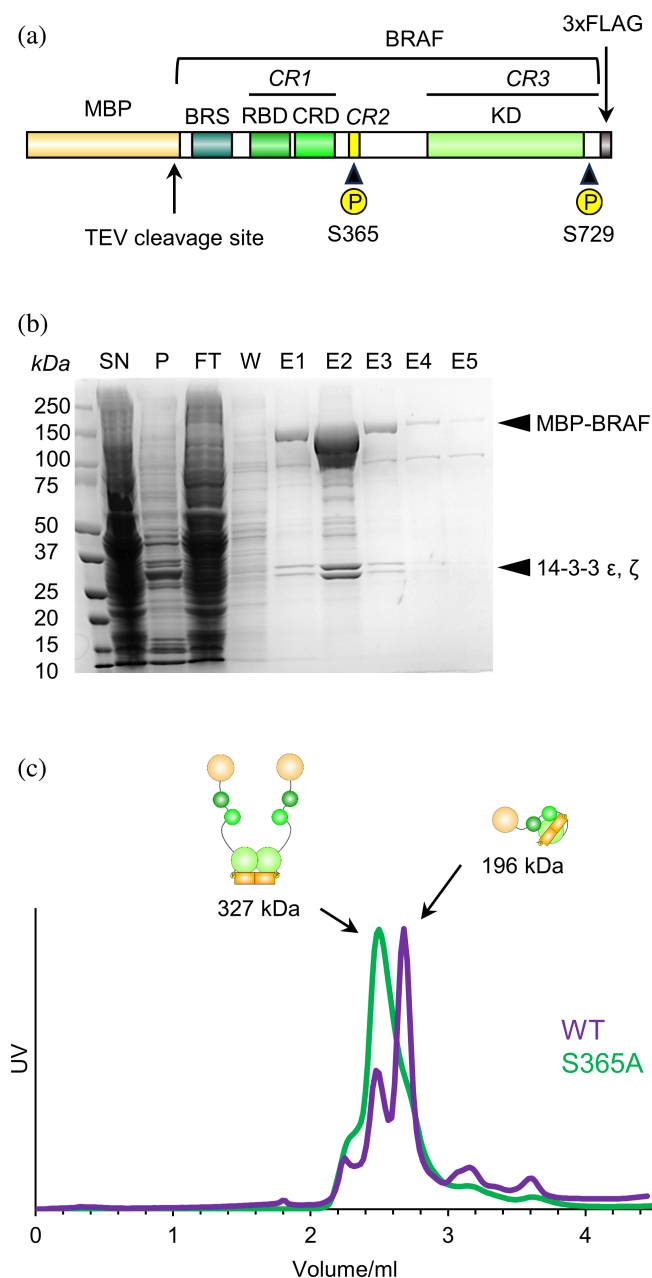 (a)
3xFLAG
BRAF
CR1
CR3
MBP
BRS
RBD
CRD
CR2
KD
P
P
TEV cleavage site
S365
S729
(b)
kDa
SN
P
FT
W
E1
E2
E3
E4
E5
250
150
100
75
50
37
25
20
15
10
MBP-BRAF
14-3-3 ε, ζ
(c)
327 kDa
196 kDa
WT
S365A
UV
0
1
2
3
4
Volume/ml